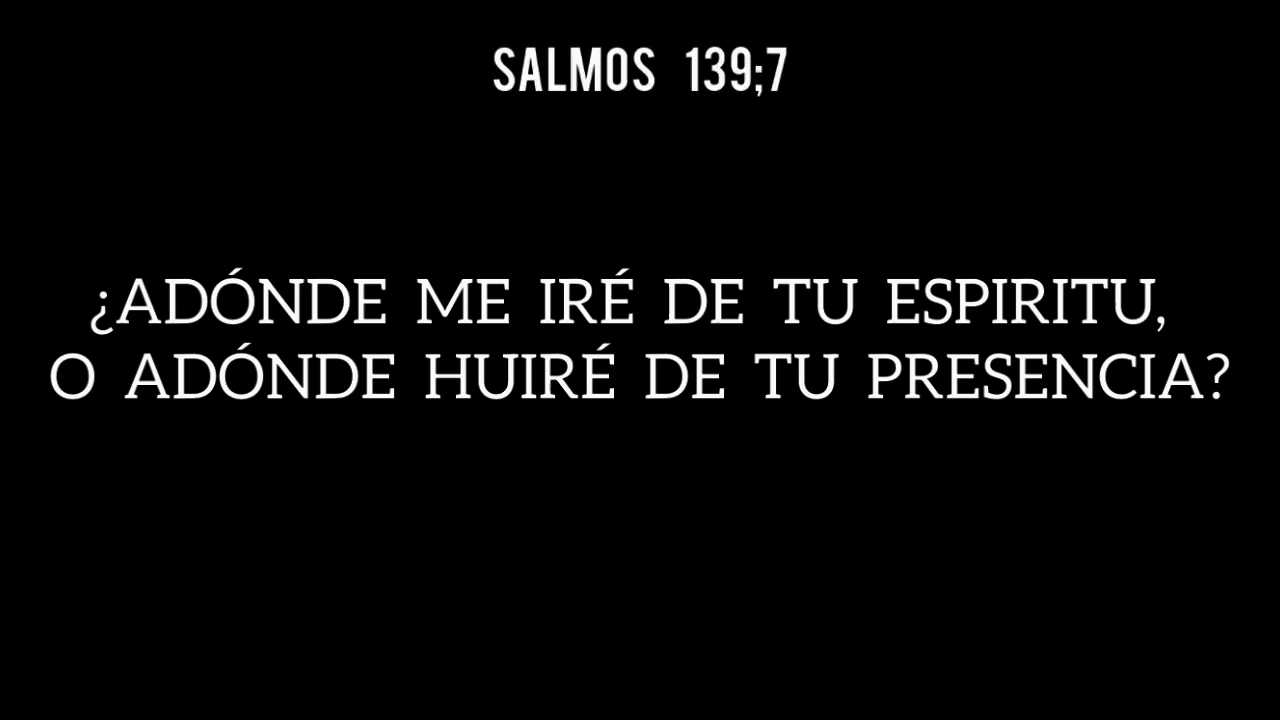 SALMOS 139;7
¿ADÓNDE ME IRÉ DE TU ESPIRITU,
O ADÓNDE HUIRÉ DE TU PRESENCIA?